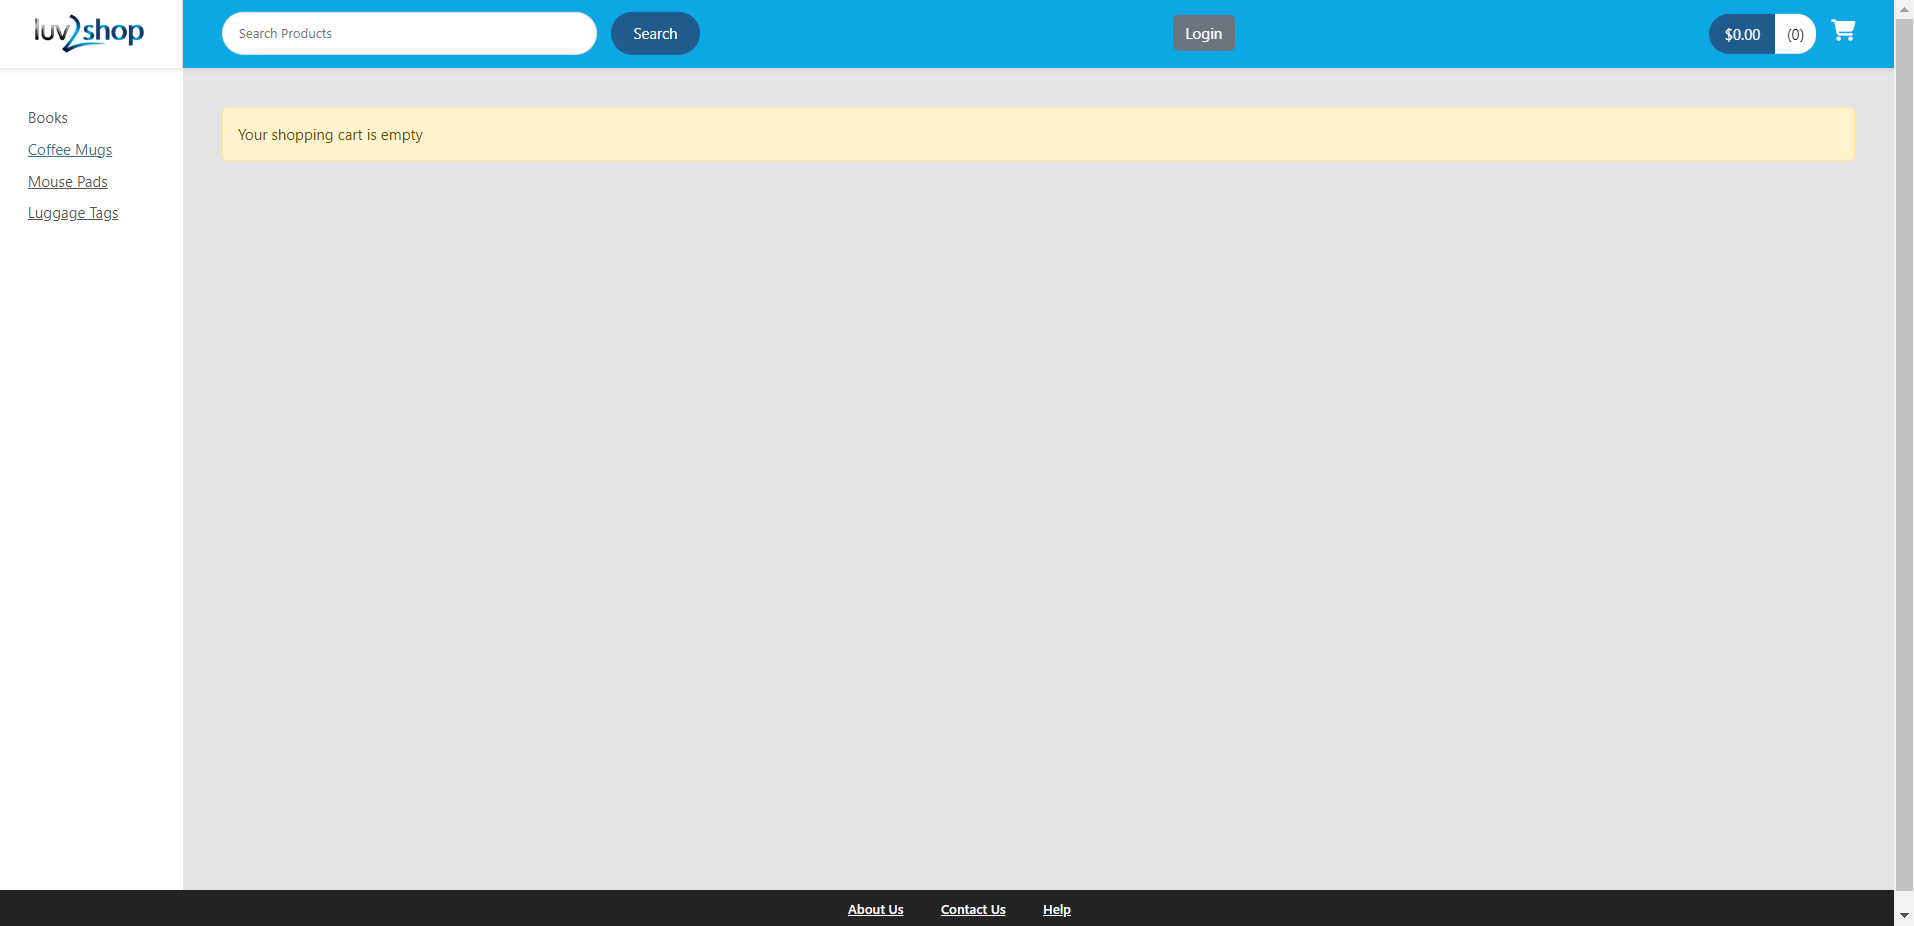 luv2shop
Search Products
Search
Login
$0.00
(0)
Books
Coffee Mugs
Mouse Pads
Luggage Tags
Your shopping cart is empty
About Us
Contact Us
Help